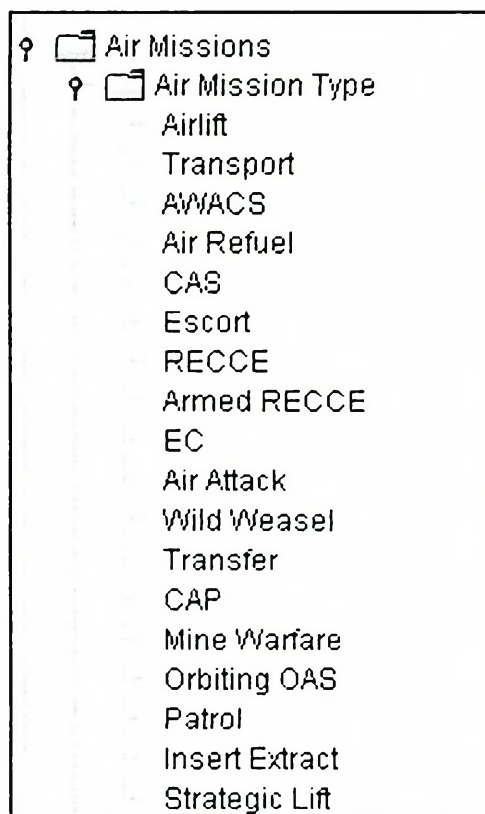 Air Missions
Air Mission Type
Airlift
Transport
AWACS
Air Refuel
CAS
Escort
RECCE
Armed RECCE
EC
Air Attack
Wild Weasel
Transfer
CAP
Mine Warfare
Orbiting OAS
Patrol
Insert Extract
Strategic Lift